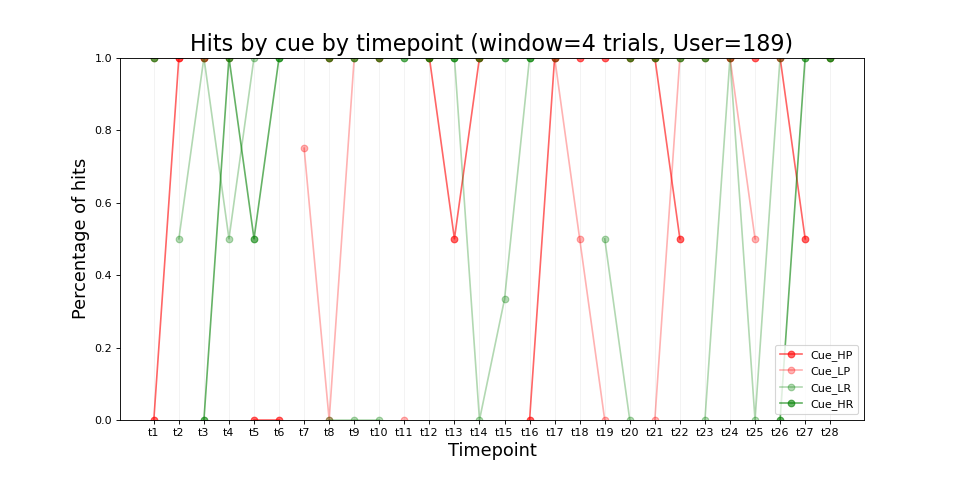 Hits by cue by timepoint (window=4 trials, User=189)
Percentage of hits
1.0
0.8
0.6
0.4
0.2
0.0
Cue_HP
Cue_LP
Cue_LR
Cue_HR
t1 t2 t3 t4 t5 t6 t7 t8 t9 t10 t11 t12 t13 t14 t15 t16 t17 t18 t19 t20 t21 t22 t23 t24 t25 t26 t27 t28
Timepoint